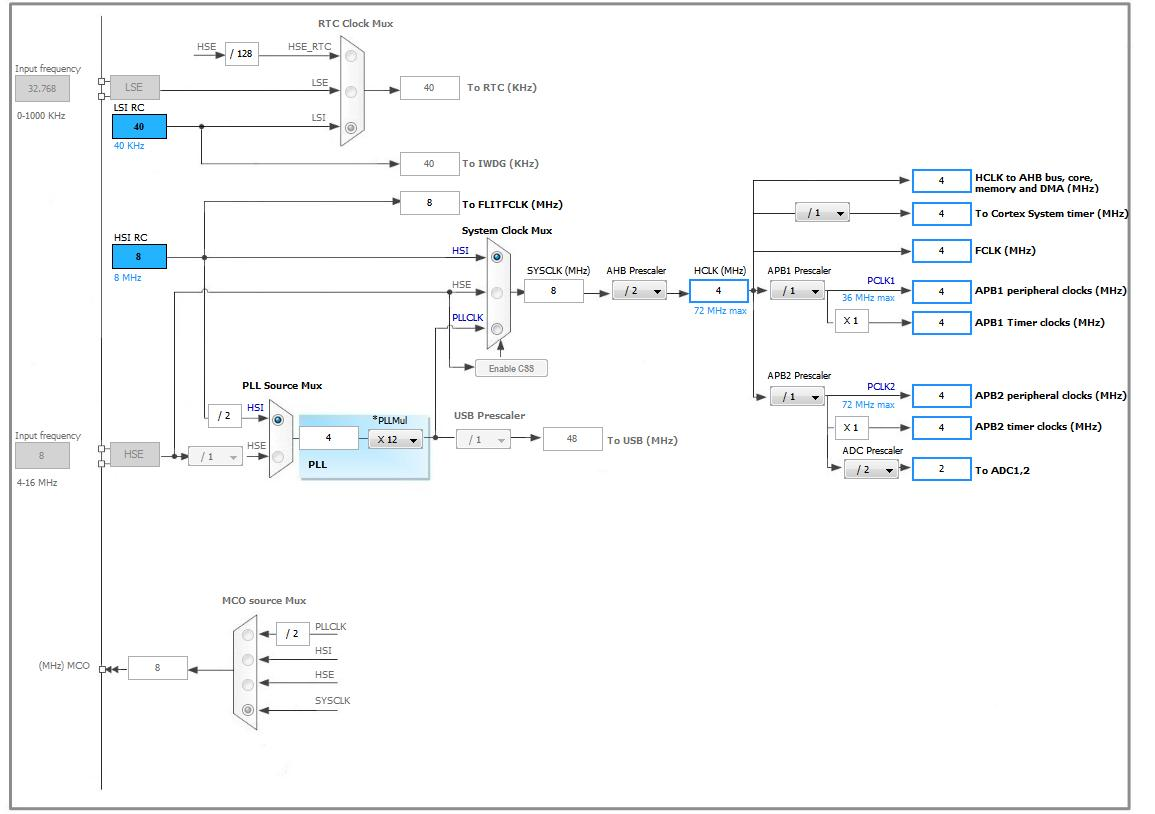 RTC Clock Mux
HSE
/ 128
HSE_RTC
Input frequency
32.768
0-1000 KHz
LSE
LSE
40
To RTC (KHz)
LSI RC
40
40 KHz
LSI
40
To IWDG (KHz)
8
To FLITFCLK (MHz)
System Clock Mux
HSI RC
8
8 MHz
HSI
HSE
PLLCLK
Enable CSS
SYSCLK (MHz)
8
AHB Prescaler
/ 2
HCLK (MHz)
4
72 MHz max
4
HCLK to AHB bus, core,
memory and DMA (MHz)
/ 1
4
To Cortex System timer (MHz)
4
FCLK (MHz)
APB1 Prescaler
/ 1
PCLK1
36 MHz max
4
APB1 peripheral clocks (MHz)
X 1
4
APB1 Timer clocks (MHz)
APB2 Prescaler
/ 1
PCLK2
72 MHz max
4
APB2 peripheral clocks (MHz)
X 1
4
APB2 timer clocks (MHz)
ADC Prescaler
/ 2
2
To ADC1,2
PLL Source Mux
/ 2
HSI
Input frequency
8
4-16 MHz
HSE
/ 1
HSE
4
*PLLMul
X 12
PLL
USB Prescaler
/ 1
48
To USB (MHz)
MCO source Mux
/ 2
PLLCLK
HSI
HSE
SYSCLK
(MHz) MCO
8